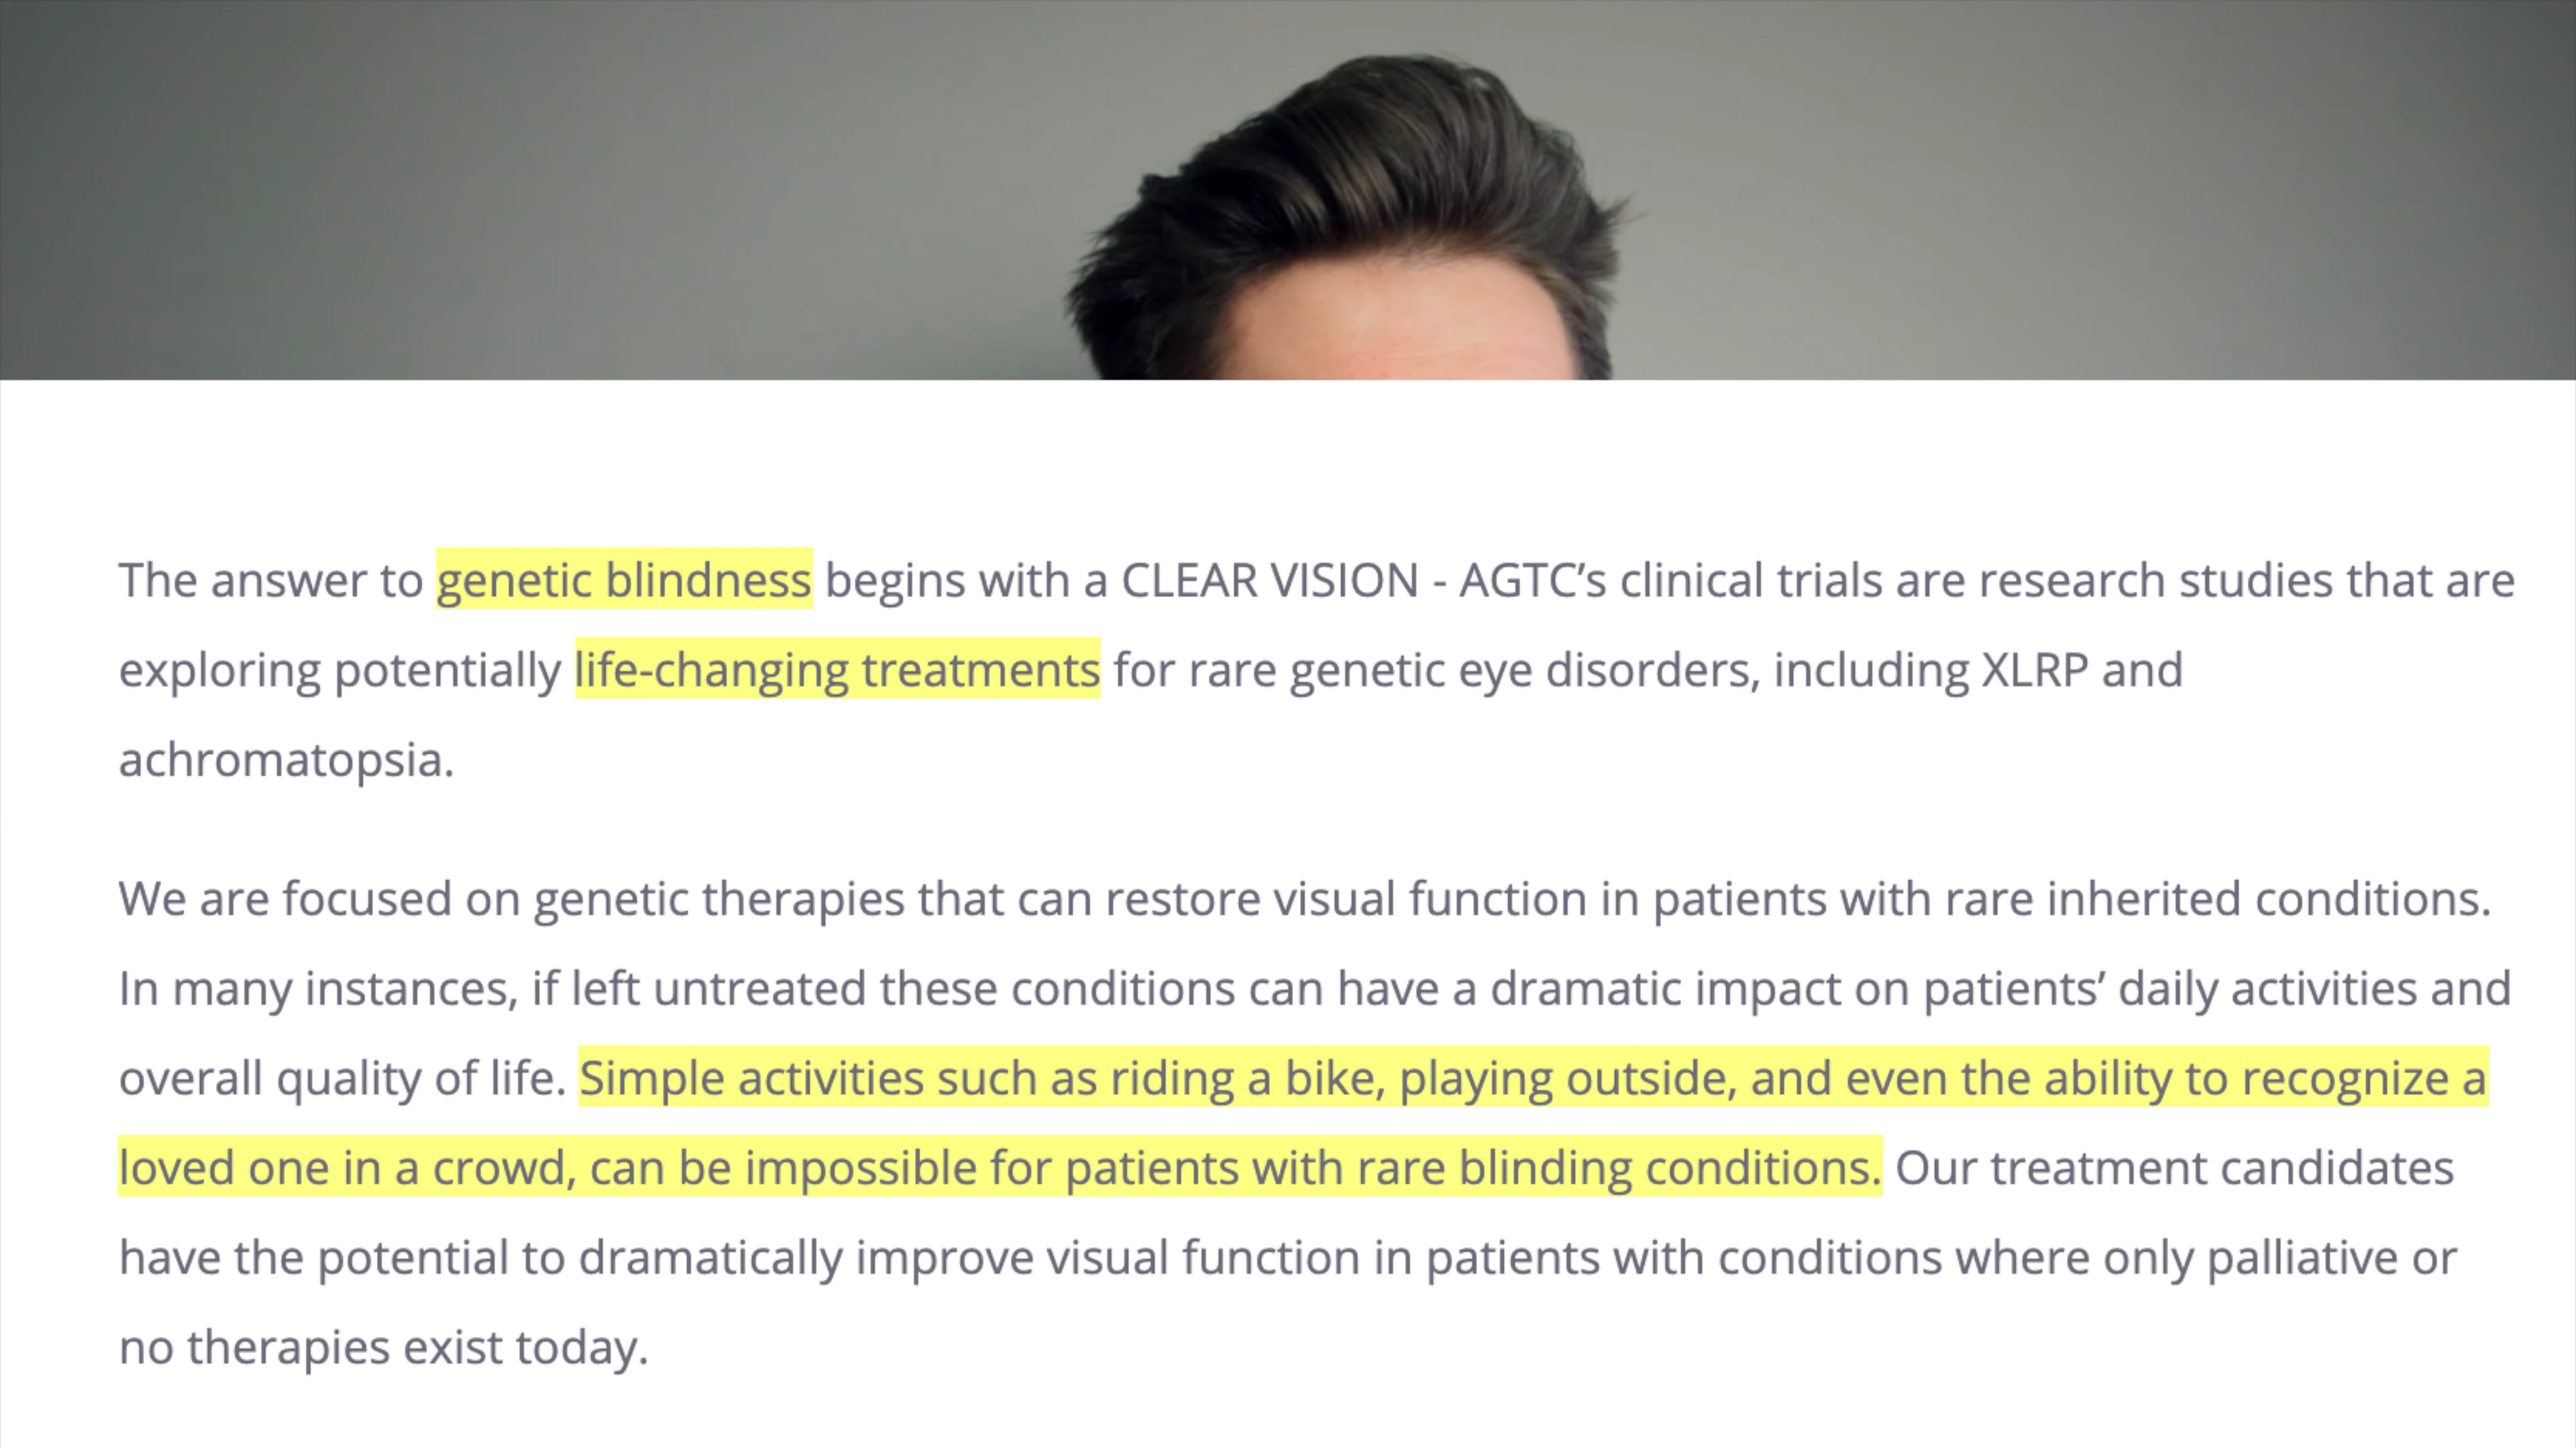 The answer to genetic blindness begins with a CLEAR VISION - AGTC’s clinical trials are research studies that are
exploring potentially life-changing treatments for rare genetic eye disorders, including XLRP and
achromatopsia.
We are focused on genetic therapies that can restore visual function in patients with rare inherited conditions.
In many instances, if left untreated these conditions can have a dramatic impact on patients’ daily activities and
overall quality of life. Simple activities such as riding a bike, playing outside, and even the ability to recognize a
loved one in a crowd, can be impossible for patients with rare blinding conditions. Our treatment candidates
have the potential to dramatically improve visual function in patients with conditions where only palliative or
no therapies exist today.